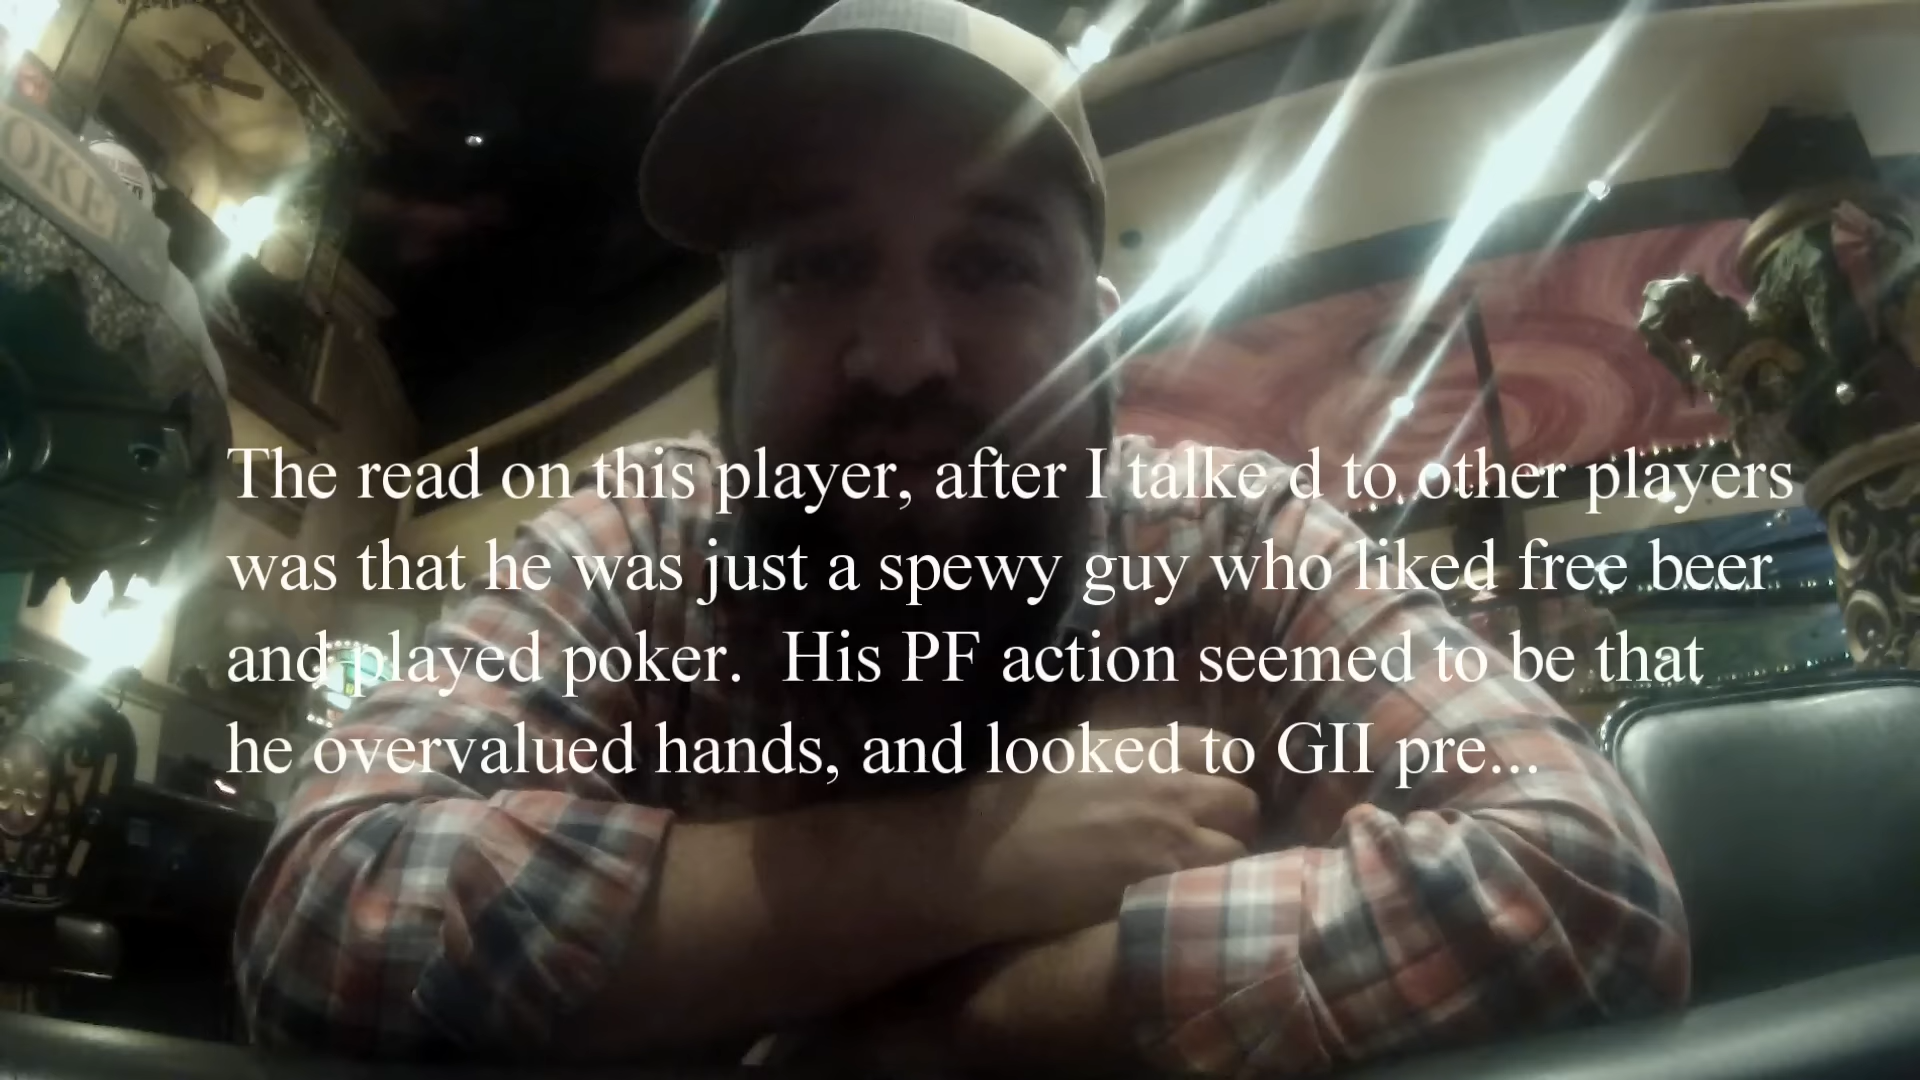 OKE
The read on this player, after I talke d to other players
was that he was just a spewy guy who liked free beer
and played poker.  His PF action seemed to be that
he overvalued hands, and looked to GII pre...